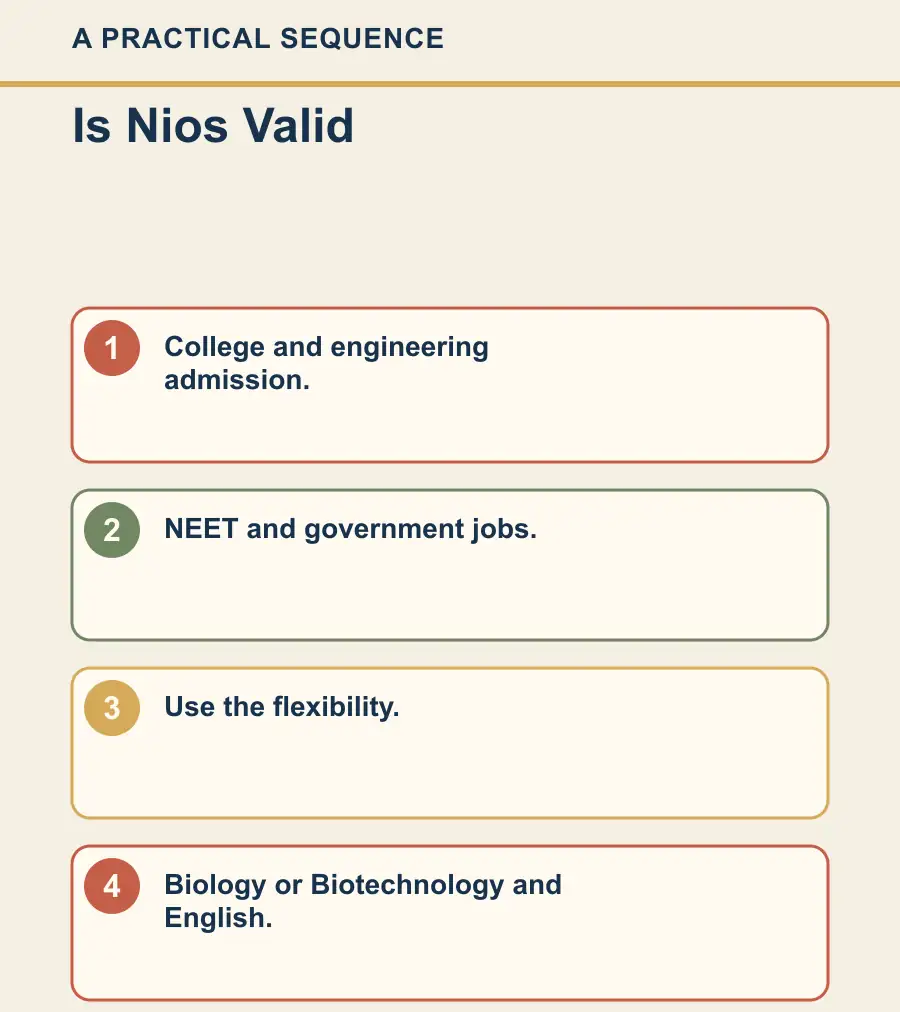 A PRACTICAL SEQUENCE
Is Nios Valid
1
College and engineering
admission.
2
NEET and government jobs.
3
Use the flexibility.
4
Biology or Biotechnology and
English.